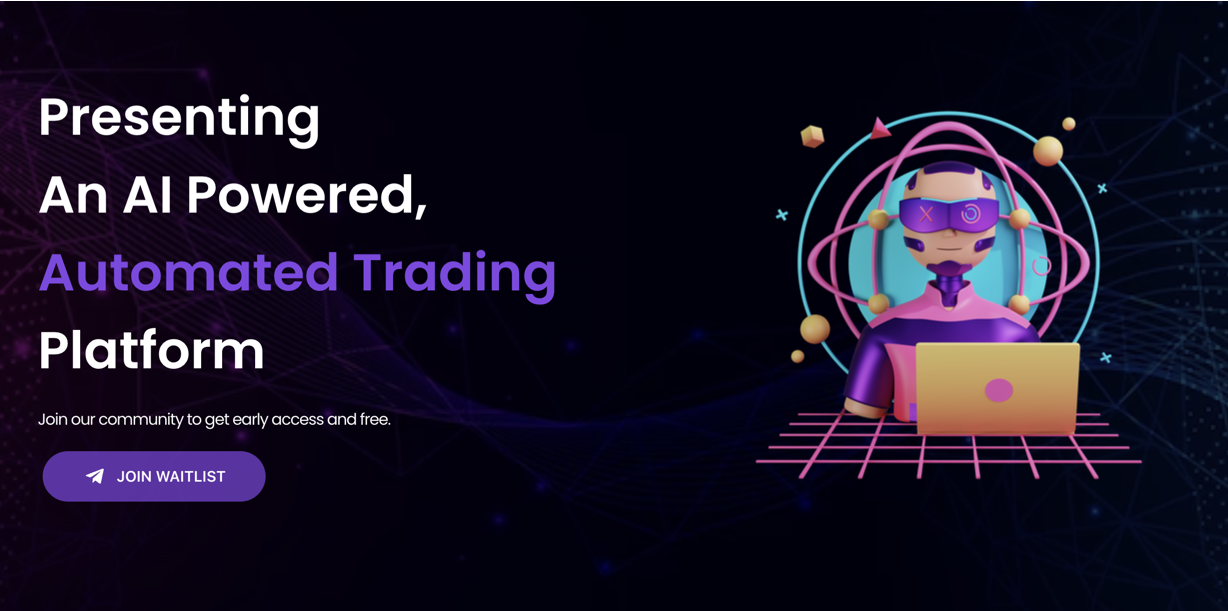 Presenting
An AI Powered,
Automated Trading
Platform
Join our community to get early access and free.
JOIN WAITLIST